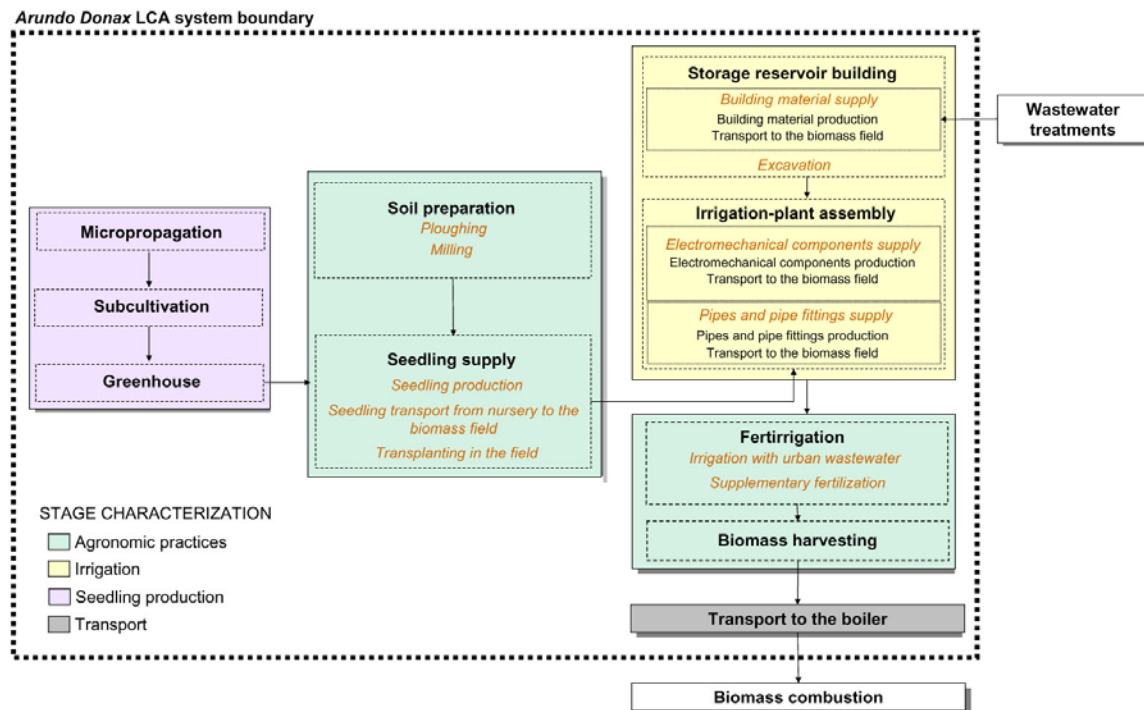 Arundo Donax LCA system boundary
Micropropagation
Subcultivation
Greenhouse
Soil preparation
Ploughing
Milling
Seedling supply
Seedling production
Seedling transport from nursery to the
biomass field
Transplanting in the field
Storage reservoir building
Building material supply
Building material production
Transport to the biomass field
Excavation
Irrigation-plant assembly
Electromechanical components supply
Electromechanical components production
Transport to the biomass field
Pipes and pipe fittings supply
Pipes and pipe fittings production
Transport to the biomass field
Wastewater
treatments
Fertirrigation
Irrigation with urban wastewater
Supplementary fertilization
Biomass harvesting
Transport to the boiler
Biomass combustion
STAGE CHARACTERIZATION
Agronomic practices
Irrigation
Seedling production
Transport